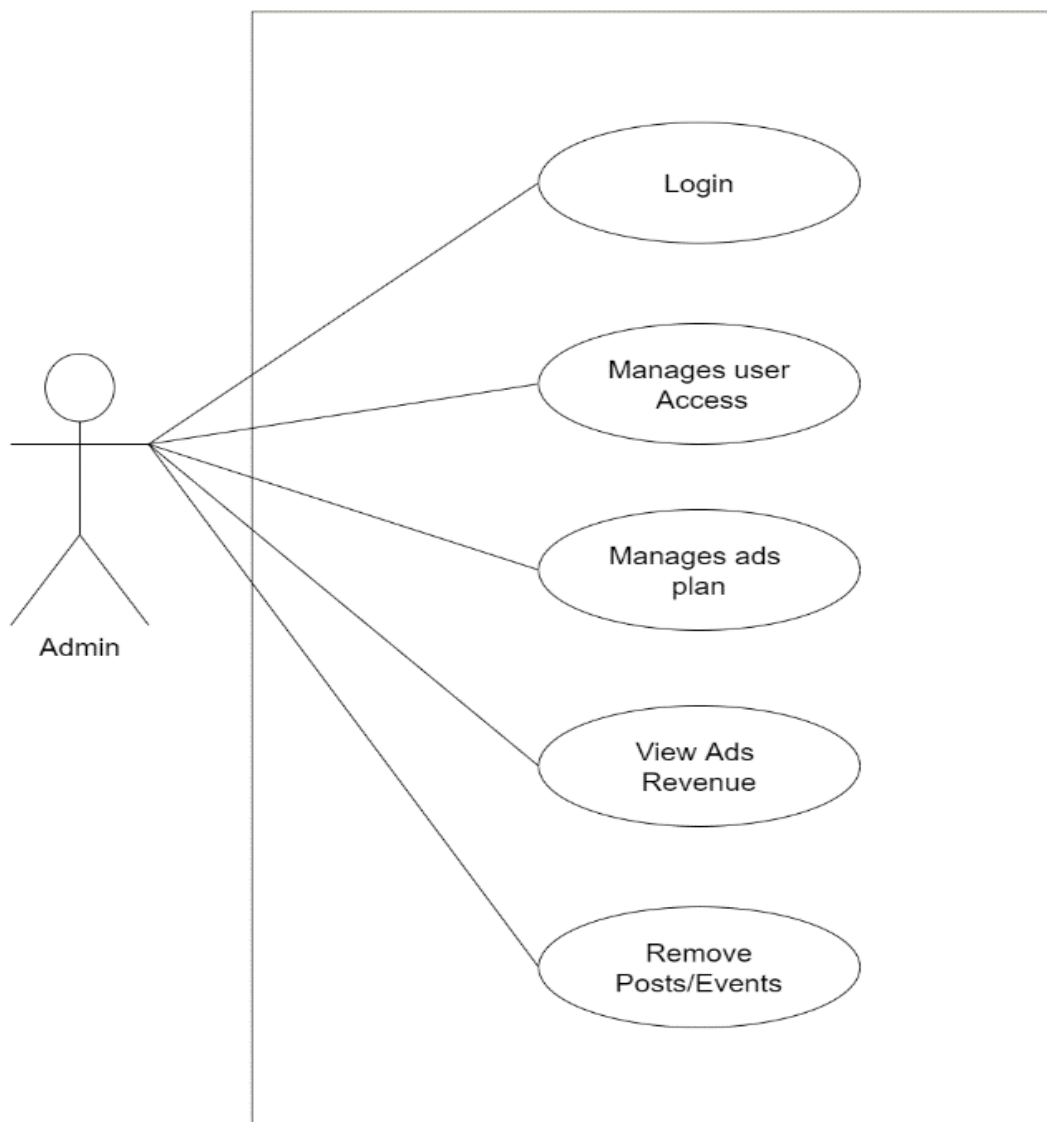 Login
Manages user
Access
Manages ads
plan
Admin
View Ads
Revenue
Remove
Posts/Events